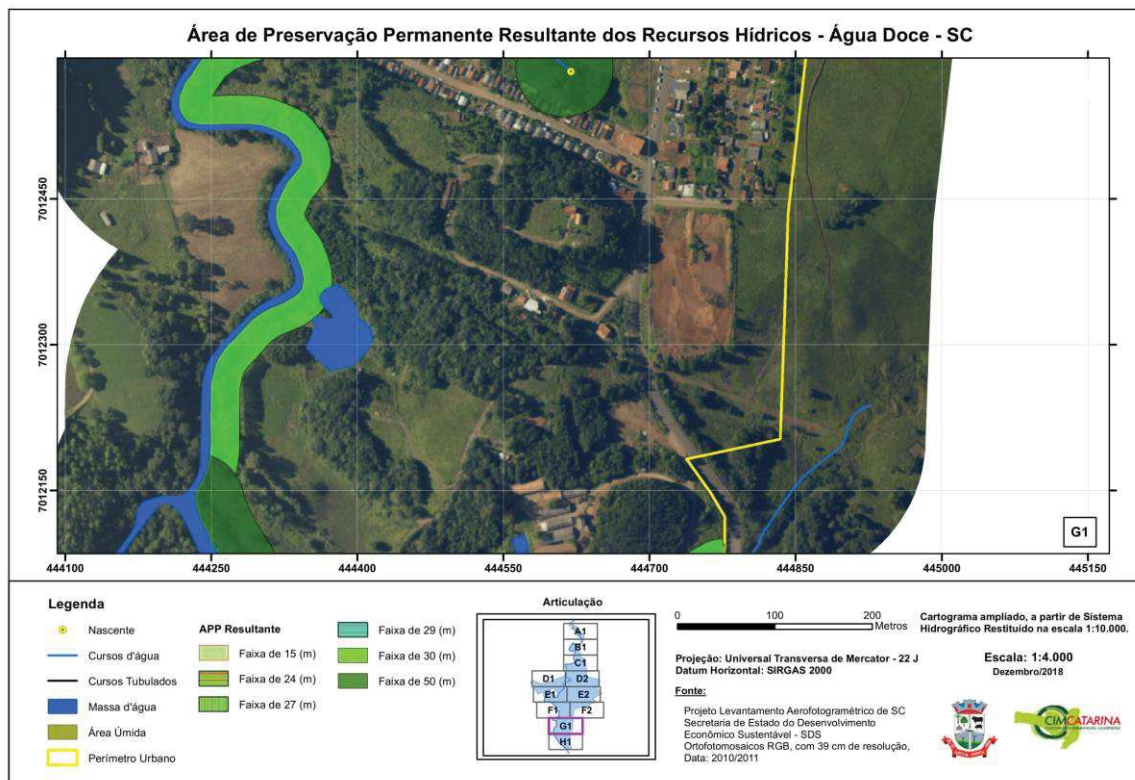 Área de Preservação Permanente Resultante dos Recursos Hídricos - Água Doce - SC
7012450
7012300
7012150
G1
444100
444250
444400
444550
444700
444850
445000
445150
Legenda
Nascente
Cursos d'água
Cursos Tubulados
Massa d'água
Área Úmida
Perímetro Urbano
APP Resultante
Faixa de 15 (m)
Faixa de 24 (m)
Faixa de 27 (m)
Faixa de 29 (m)
Faixa de 30 (m)
Faixa de 50 (m)
Articulação
A1
B1
C1
D1 D2
E1 E2
F1 F2
G1
H1
0 100 200
Metros
Projeção: Universal Transversa de Mercator - 22 J
Datum Horizontal: SIRGAS 2000
Fonte:
Projeto Levantamento Aerofotogramétrico de SC
Secretaria de Estado do Desenvolvimento
Econômico Sustentável - SDS
Ortofotomosaicos RGB, com 39 cm de resolução,
Data: 2010/2011
Cartograma ampliado, a partir de Sistema
Hidrográfico Restituído na escala 1:10.000.
Escala: 1:4.000
Dezembro/2018
CIMCATARINA